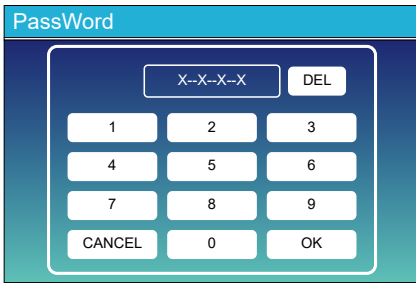 PassWord
X--X--X--X DEL
1 2 3
4 5 6
7 8 9
CANCEL 0 OK